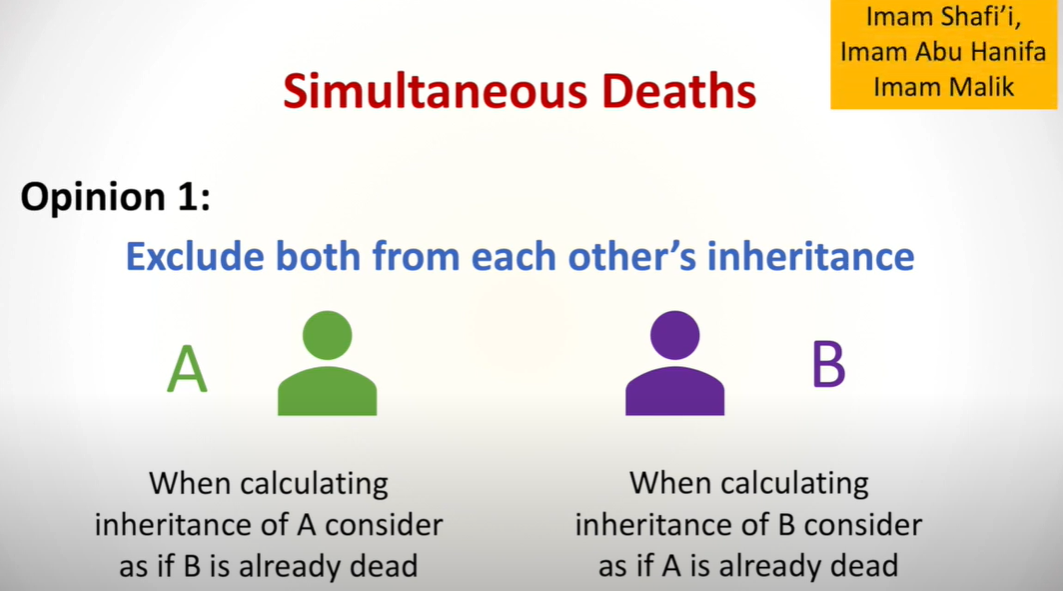 Imam Shafi'i,
Imam Abu Hanifa
Imam Malik
Simultaneous Deaths
Opinion 1:
Exclude both from each other's inheritance
A
B
When calculating
inheritance of A consider
as if B is already dead
When calculating
inheritance of B consider
as if A is already dead